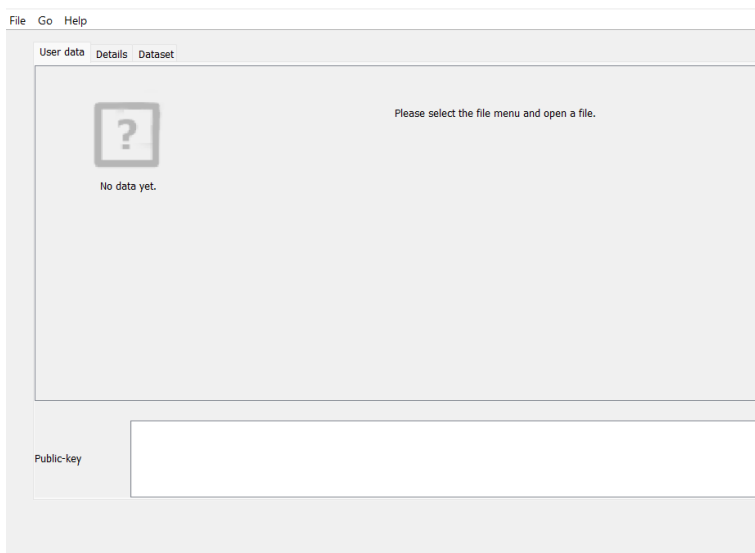 File Go Help
User data Details Dataset
Please select the file menu and open a file.
?
No data yet.
Public-key